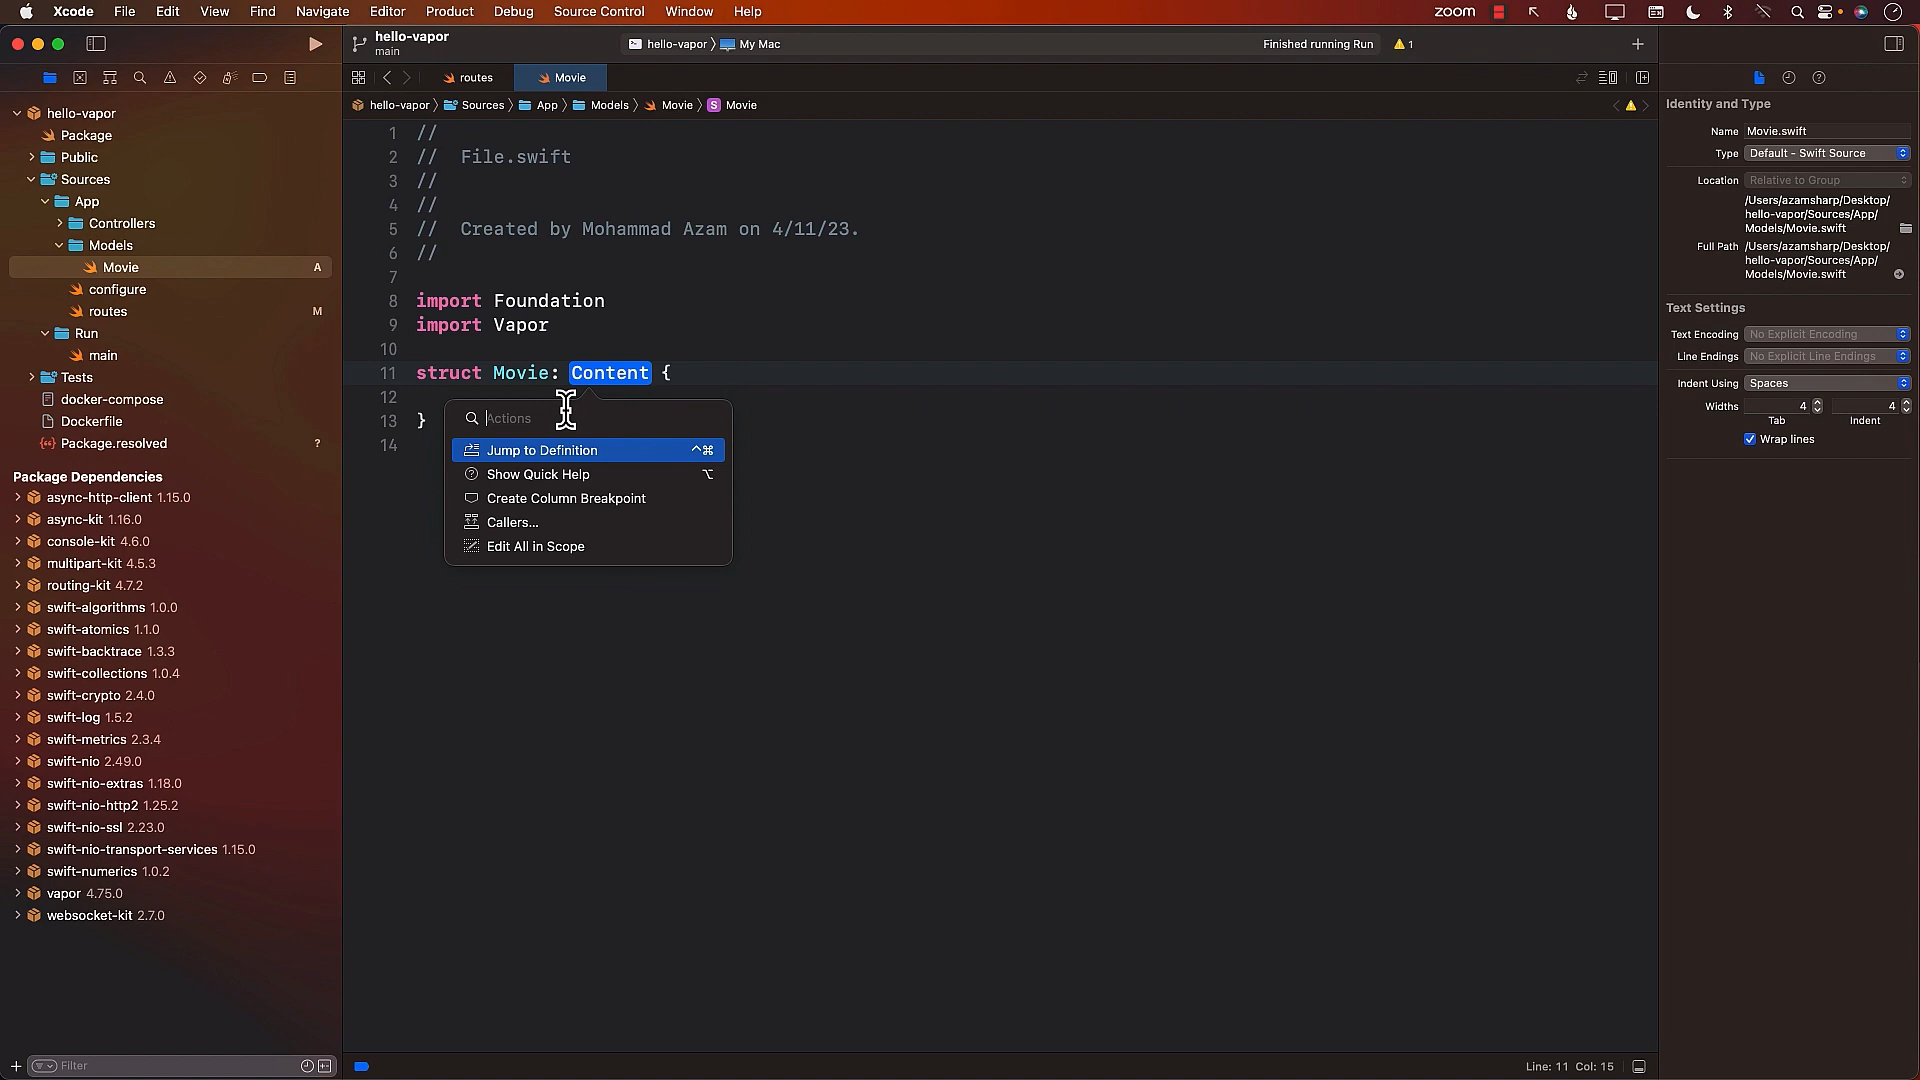 Xcode File Edit View Find Navigate Editor Product Debug Source Control Window Help zoom
hello-vapor
main
hello-vapor My Mac
Finished running Run 1
routes Movie
hello-vapor Sources App Models Movie S Movie
hello-vapor
Package
Public
Sources
App
Controllers
Models
Movie A
configure
routes M
Run
main
Tests
docker-compose
Dockerfile
Package.resolved ?
Package Dependencies
async-http-client 1.15.0
async-kit 1.16.0
console-kit 4.6.0
multipart-kit 4.5.3
routing-kit 4.7.2
swift-algorithms 1.0.0
swift-atomics 1.1.0
swift-backtrace 1.3.3
swift-collections 1.0.4
swift-crypto 2.4.0
swift-log 1.5.2
swift-metrics 2.3.4
swift-nio 2.49.0
swift-nio-extras 1.18.0
swift-nio-http2 1.25.2
swift-nio-ssl 2.23.0
swift-nio-transport-services 1.15.0
swift-numerics 1.0.2
vapor 4.75.0
websocket-kit 2.7.0
Filter
1 //
2 // File.swift
3 //
4 //
5 // Created by Mohammad Azam on 4/11/23.
6 //
7
8 import Foundation
9 import Vapor
10
11 struct Movie: Content {
12
13 }
14
Actions
Jump to Definition ^⌘
Show Quick Help ⌥
Create Column Breakpoint
Callers...
Edit All in Scope
Line: 11 Col: 15
Identity and Type
Name Movie.swift
Type Default - Swift Source
Location Relative to Group
/Users/azamsharp/Desktop/
hello-vapor/Sources/App/
Models/Movie.swift
Full Path /Users/azamsharp/Desktop/
hello-vapor/Sources/App/
Models/Movie.swift
Text Settings
Text Encoding No Explicit Encoding
Line Endings No Explicit Line Endings
Indent Using Spaces
Widths 4 4
Tab Indent
Wrap lines